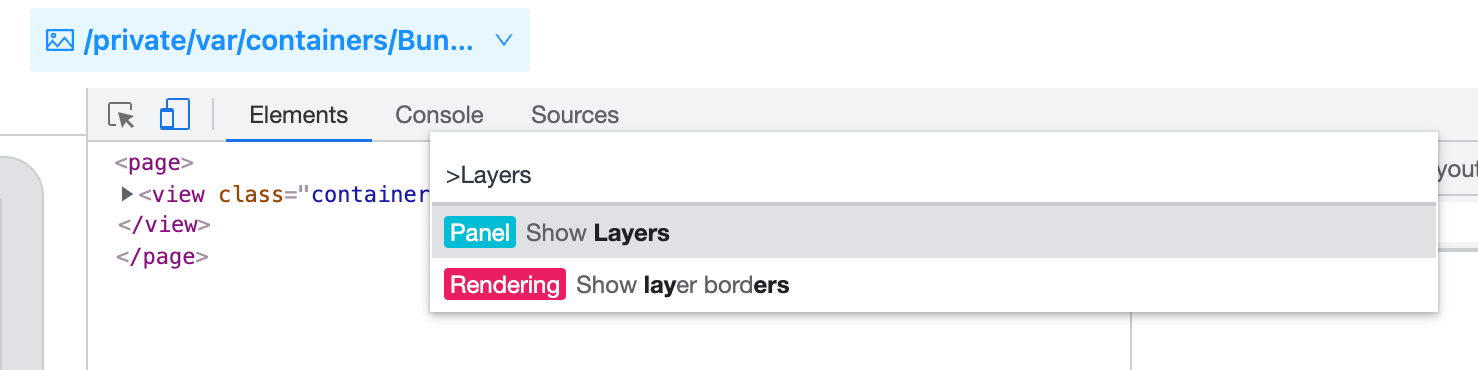 /private/var/containers/Bun...
Elements Console Sources
<page>
>Layers
<view class="container
Panel Show Layers
</view>
</page>
Rendering Show layer borders